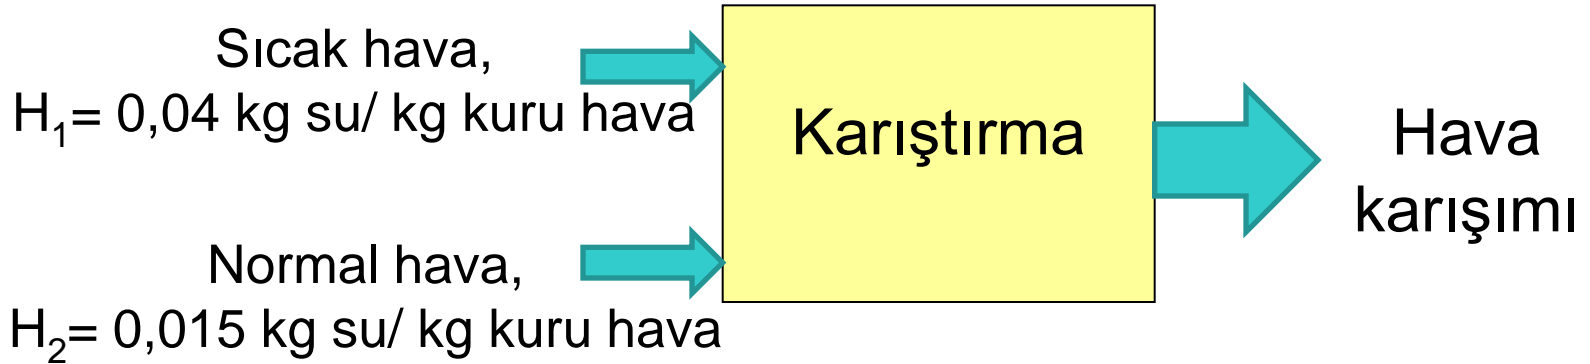 Sıcak hava,
H₁= 0,04 kg su/ kg kuru hava
Karıştırma
Hava
karışımı
Normal hava,
H₂= 0,015 kg su/ kg kuru hava